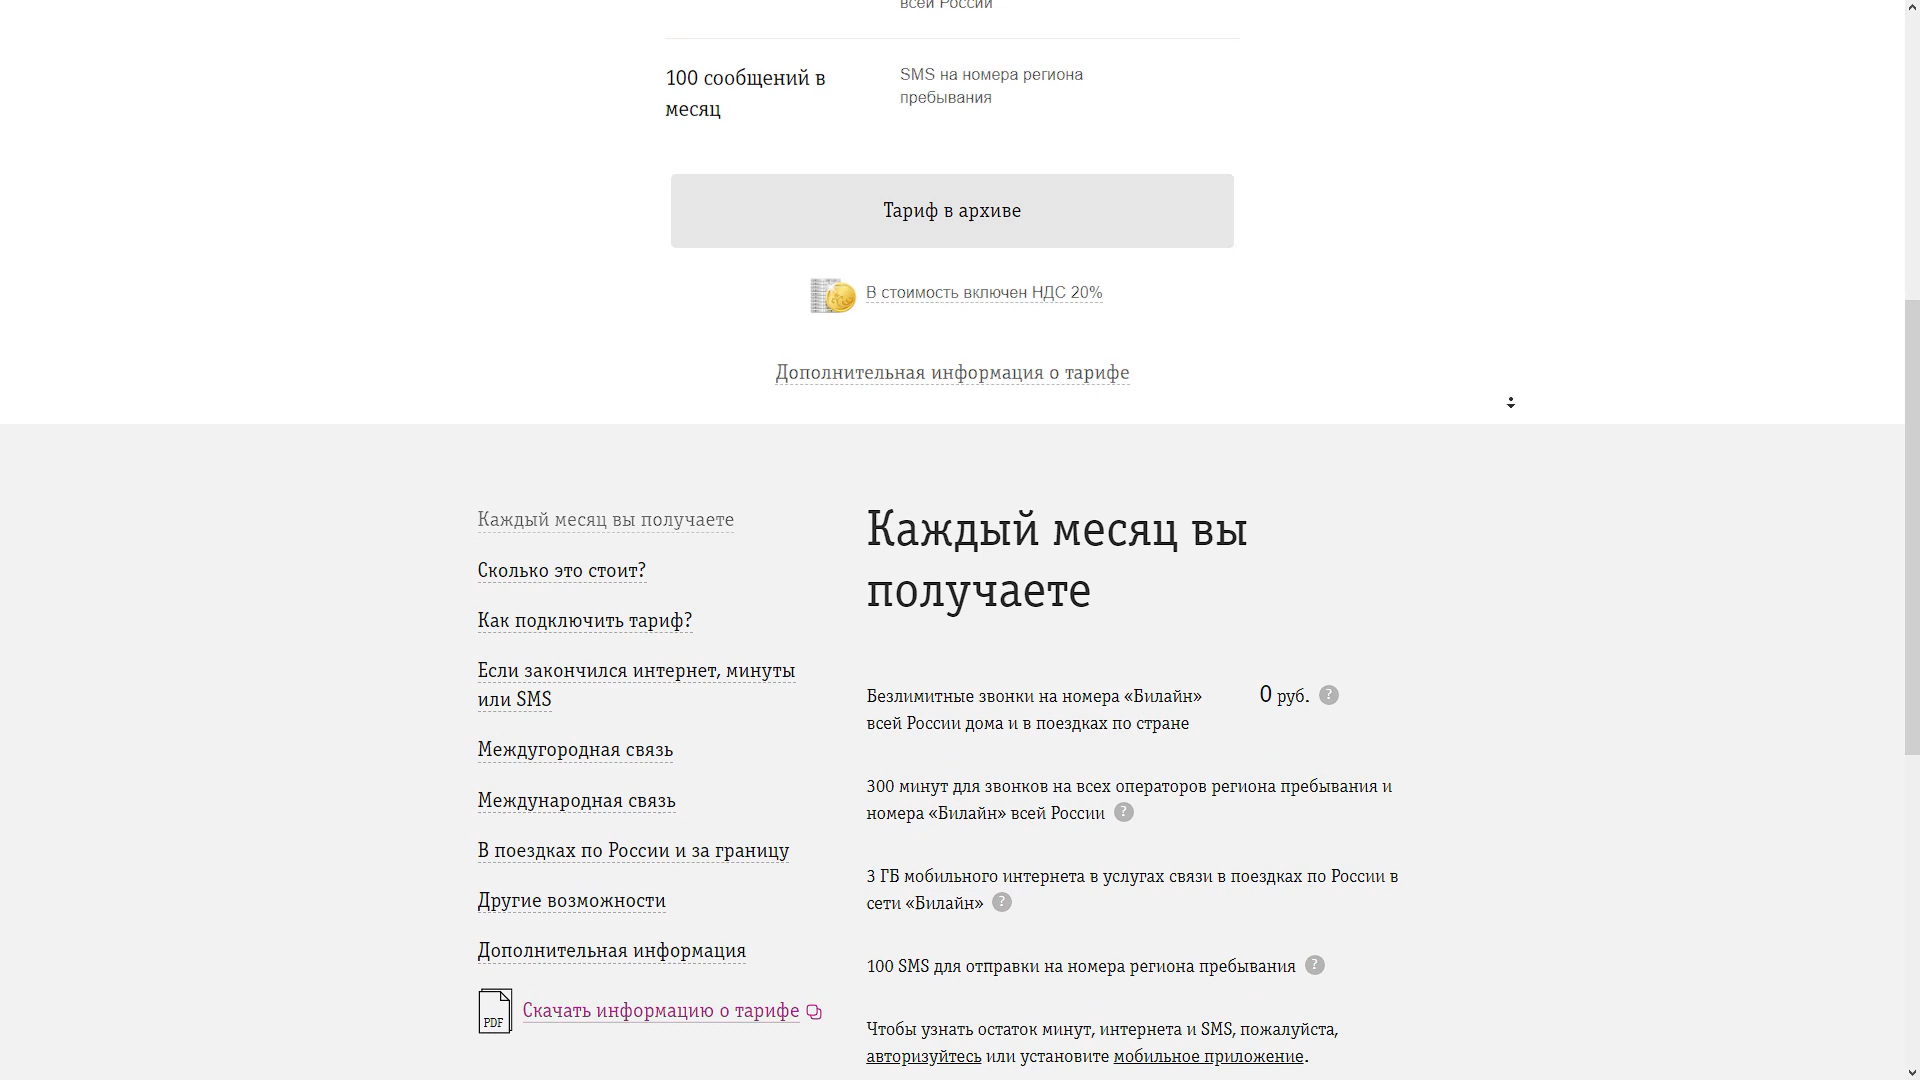 всей России
100 сообщений в
месяц
SMS на номера региона
пребывания
Тариф в архиве
В стоимость включен НДС 20%
Дополнительная информация о тарифе
Каждый месяц вы получаете
Сколько это стоит?
Как подключить тариф?
Если закончился интернет, минуты
или SMS
Междугородная связь
Международная связь
В поездках по России и за границу
Другие возможности
Дополнительная информация
PDF
Скачать информацию о тарифе
Каждый месяц вы
получаете
Безлимитные звонки на номера «Билайн»
всей России дома и в поездках по стране
0 руб. ?
300 минут для звонков на всех операторов региона пребывания и
номера «Билайн» всей России ?
3 ГБ мобильного интернета в услугах связи в поездках по России в
сети «Билайн» ?
100 SMS для отправки на номера региона пребывания ?
Чтобы узнать остаток минут, интернета и SMS, пожалуйста,
авторизуйтесь или установите мобильное приложение.